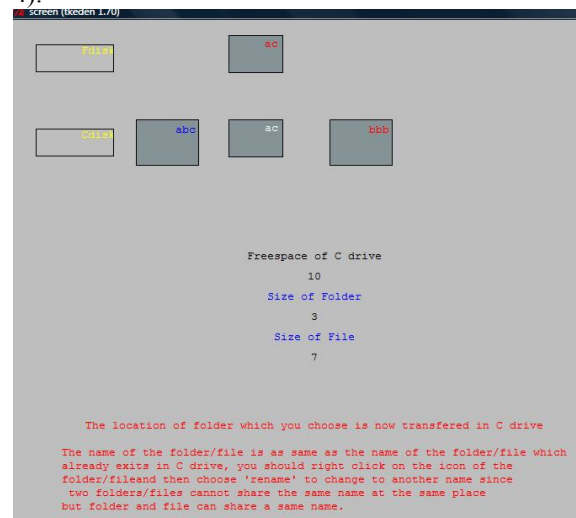 screen (tkeden 1.70)
Fdisk
ac
Cdisk
abc
ac
bbb
Freespace of C drive
10
Size of Folder
3
Size of File
7
The location of folder which you choose is now transfered in C drive
The name of the folder/file is as same as the name of the folder/file which
already exits in C drive, you should right click on the icon of the
folder/fileand then choose 'rename' to change to another name since
two folders/files cannot share the same name at the same place
but folder and file can share a same name.